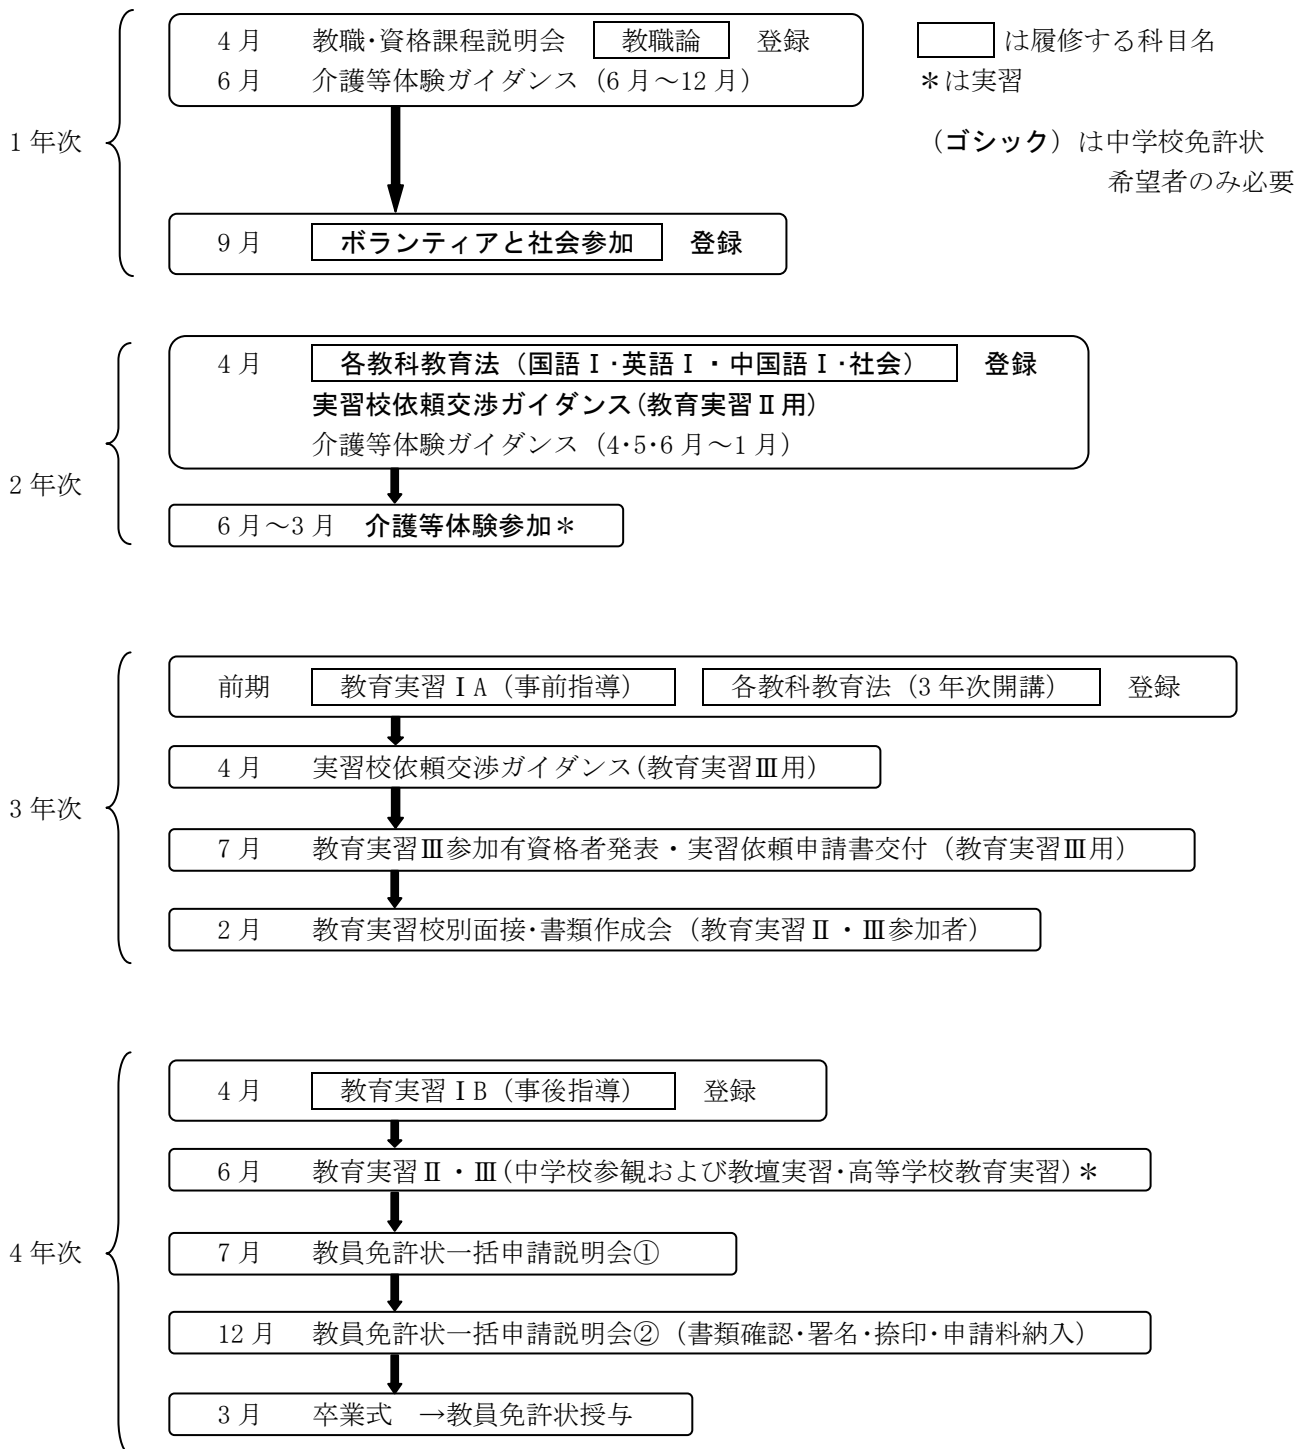 4月 教職・資格課程説明会 教職論 登録
6月 介護等体験ガイダンス（6月～12月）
は履修する科目名
＊は実習
（ゴシック）は中学校免許状
希望者のみ必要
1年次
9月 ボランティアと社会参加 登録
4月 各教科教育法（国語Ⅰ・英語Ⅰ・中国語Ⅰ・社会） 登録
実習校依頼交渉ガイダンス（教育実習Ⅱ用）
介護等体験ガイダンス（4・5・6月～1月）
2年次
6月～3月 介護等体験参加＊
前期 教育実習ⅠA（事前指導） 各教科教育法（3年次開講） 登録
4月 実習校依頼交渉ガイダンス（教育実習Ⅲ用）
3年次
7月 教育実習Ⅲ参加有資格者発表・実習依頼申請書交付（教育実習Ⅲ用）
2月 教育実習校別面接・書類作成会（教育実習Ⅱ・Ⅲ参加者）
4月 教育実習ⅠB（事後指導） 登録
6月 教育実習Ⅱ・Ⅲ（中学校参観および教壇実習・高等学校教育実習）＊
4年次
7月 教員免許状一括申請説明会①
12月 教員免許状一括申請説明会②（書類確認・署名・捺印・申請料納入）
3月 卒業式 →教員免許状授与